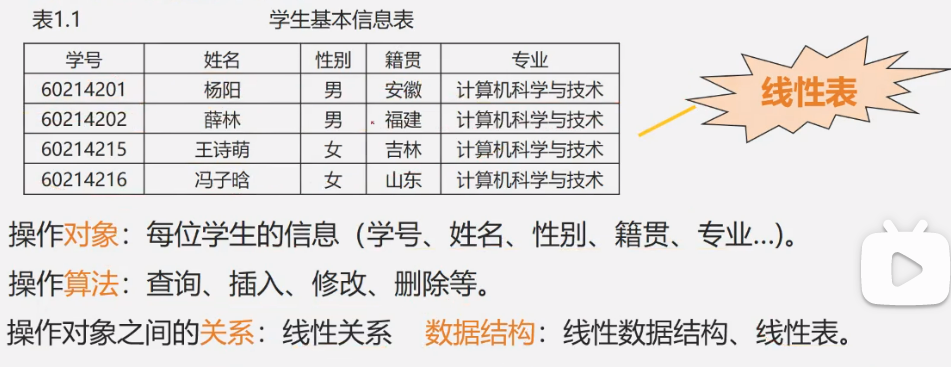 表1.1 学生基本信息表
学号 姓名 性别 籍贯 专业
60214201 杨阳 男 安徽 计算机科学与技术
60214202 薛林 男 福建 计算机科学与技术
60214215 王诗萌 女 吉林 计算机科学与技术
60214216 冯子晗 女 山东 计算机科学与技术
线性表
操作对象：每位学生的信息（学号、姓名、性别、籍贯、专业...)。
操作算法：查询、插入、修改、删除等。
操作对象之间的关系：线性关系 数据结构：线性数据结构、线性表。